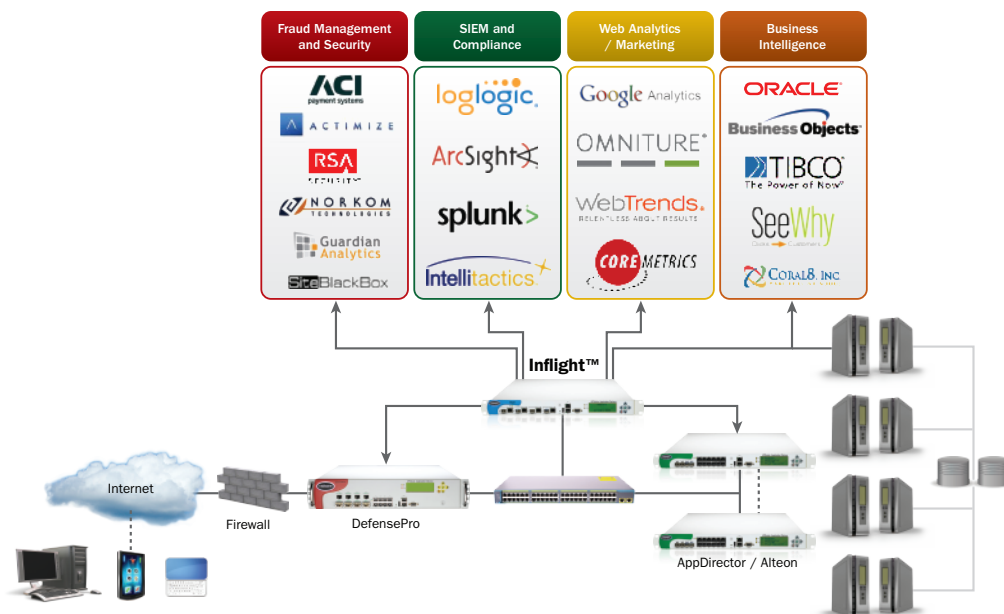 Fraud Management
and Security
SIEM and
Compliance
Web Analytics
/ Marketing
Business
Intelligence
ACI
payment systems
ACTIMIZE
RSA
SECURITY
NORKOM
TECHNOLOGIES
Guardian
Analytics
SiteBlackBox
loglogic
ArcSight
splunk>
Intellitactics
Google Analytics
OMNITURE
WebTrends
RELENTLESS ABOUT RESULTS
COREMETRICS
ORACLE
Business Objects
TIBCO
The Power of Now
SeeWhy
CORAL8, INC
Inflight™
Internet
Firewall
DefensePro
AppDirector / Alteon